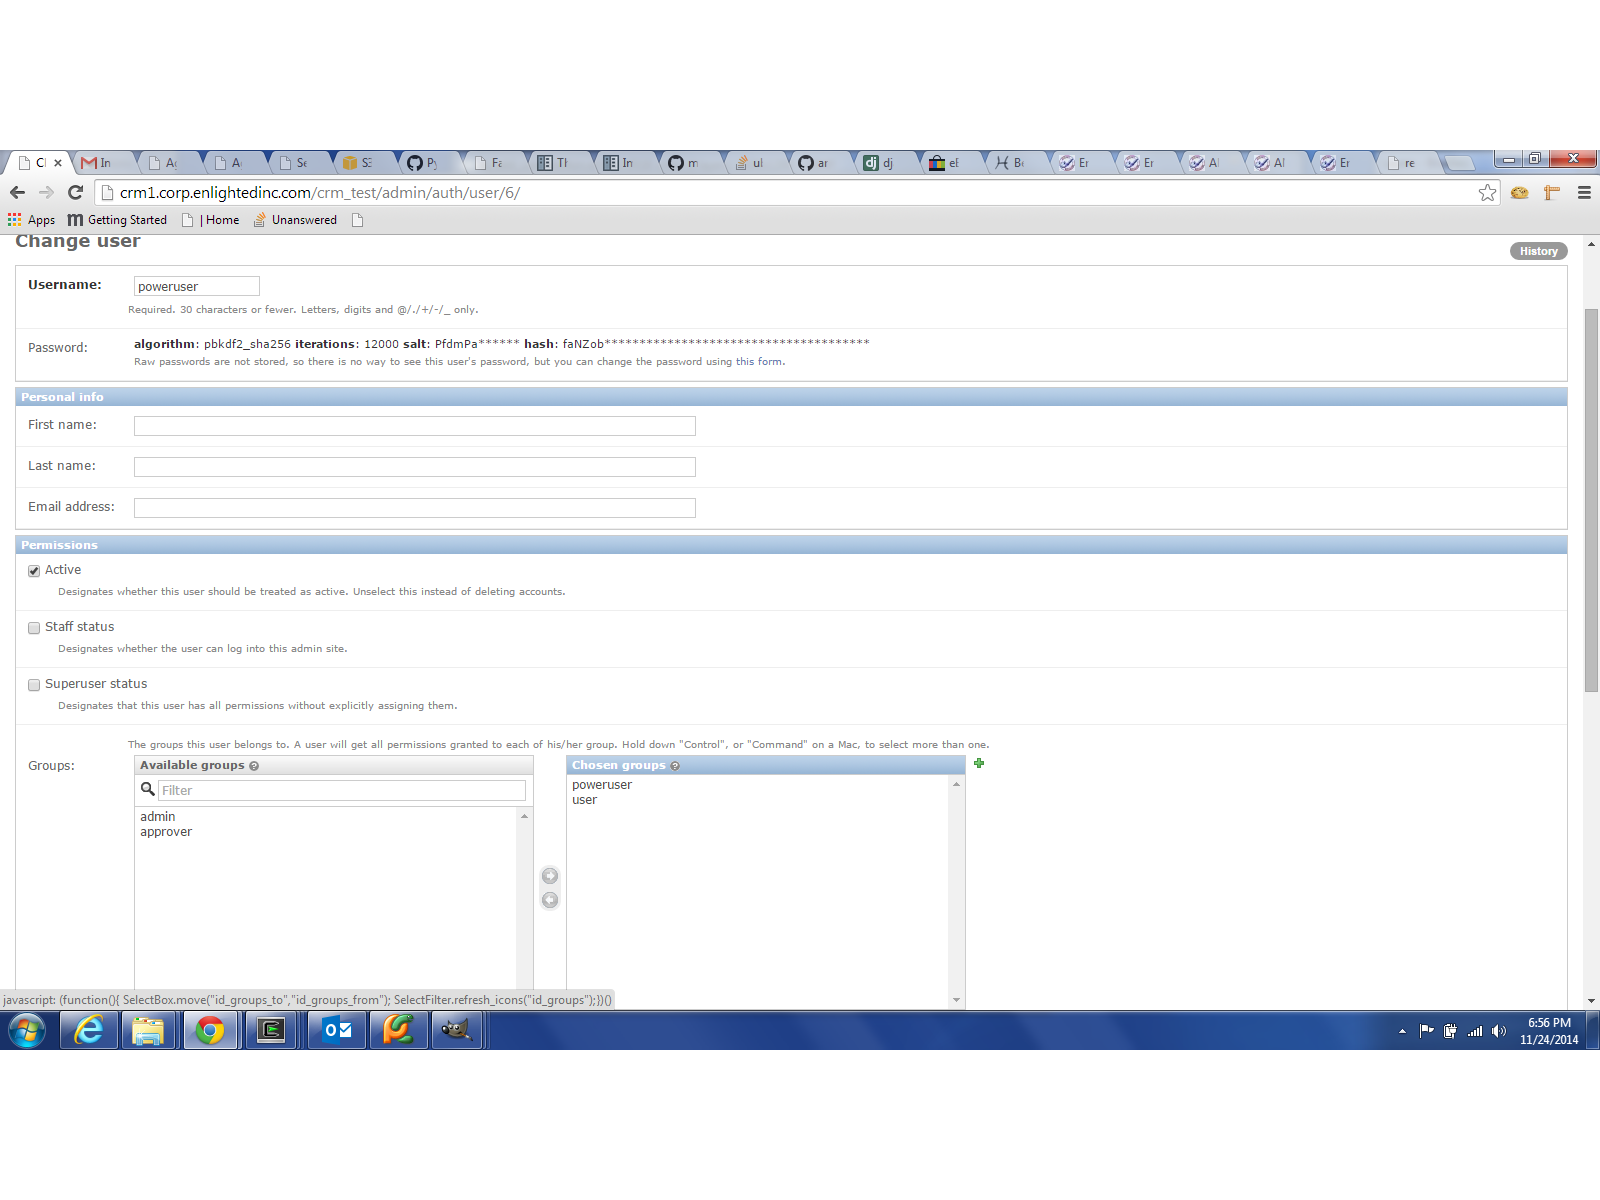 Cl
In
Ag
A
Se
S3
Py
Fa
Th
In
m
ul
ar
dj
dj
eb
Be
Er
Er
Al
Al
Er
re
crm1.corp.enlightedinc.com/crm_test/admin/auth/user/6/
Apps
Getting Started
| Home
Unanswered
Change user
History
Username:
poweruser
Required. 30 characters or fewer. Letters, digits and @/./+/-/_ only.
Password:
algorithm: pbkdf2_sha256 iterations: 12000 salt: PfdmPa****** hash: faNZob**************************************
Raw passwords are not stored, so there is no way to see this user's password, but you can change the password using this form.
Personal info
First name:
Last name:
Email address:
Permissions
Active
Designates whether this user should be treated as active. Unselect this instead of deleting accounts.
Staff status
Designates whether the user can log into this admin site.
Superuser status
Designates that this user has all permissions without explicitly assigning them.
The groups this user belongs to. A user will get all permissions granted to each of his/her group. Hold down "Control", or "Command" on a Mac, to select more than one.
Groups:
Available groups
Filter
admin
approver
Chosen groups
poweruser
user
javascript: (function(){ SelectBox.move("id_groups_to","id_groups_from"); SelectFilter.refresh_icons("id_groups");})()
6:56 PM
11/24/2014